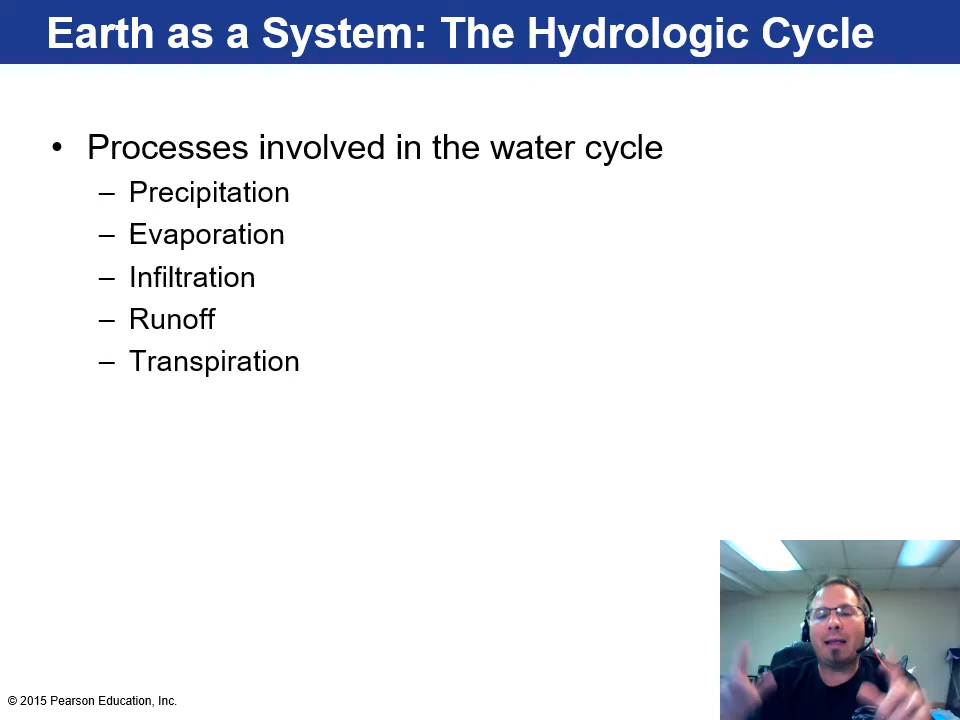 Earth as a System: The Hydrologic Cycle
• Processes involved in the water cycle
– Precipitation
– Evaporation
– Infiltration
– Runoff
– Transpiration
© 2015 Pearson Education, Inc.